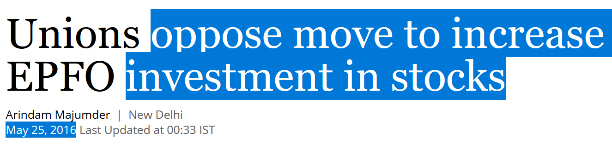 Unions oppose move to increase
EPFO investment in stocks
Arindam Majumder | New Delhi
May 25, 2016 Last Updated at 00:33 IST